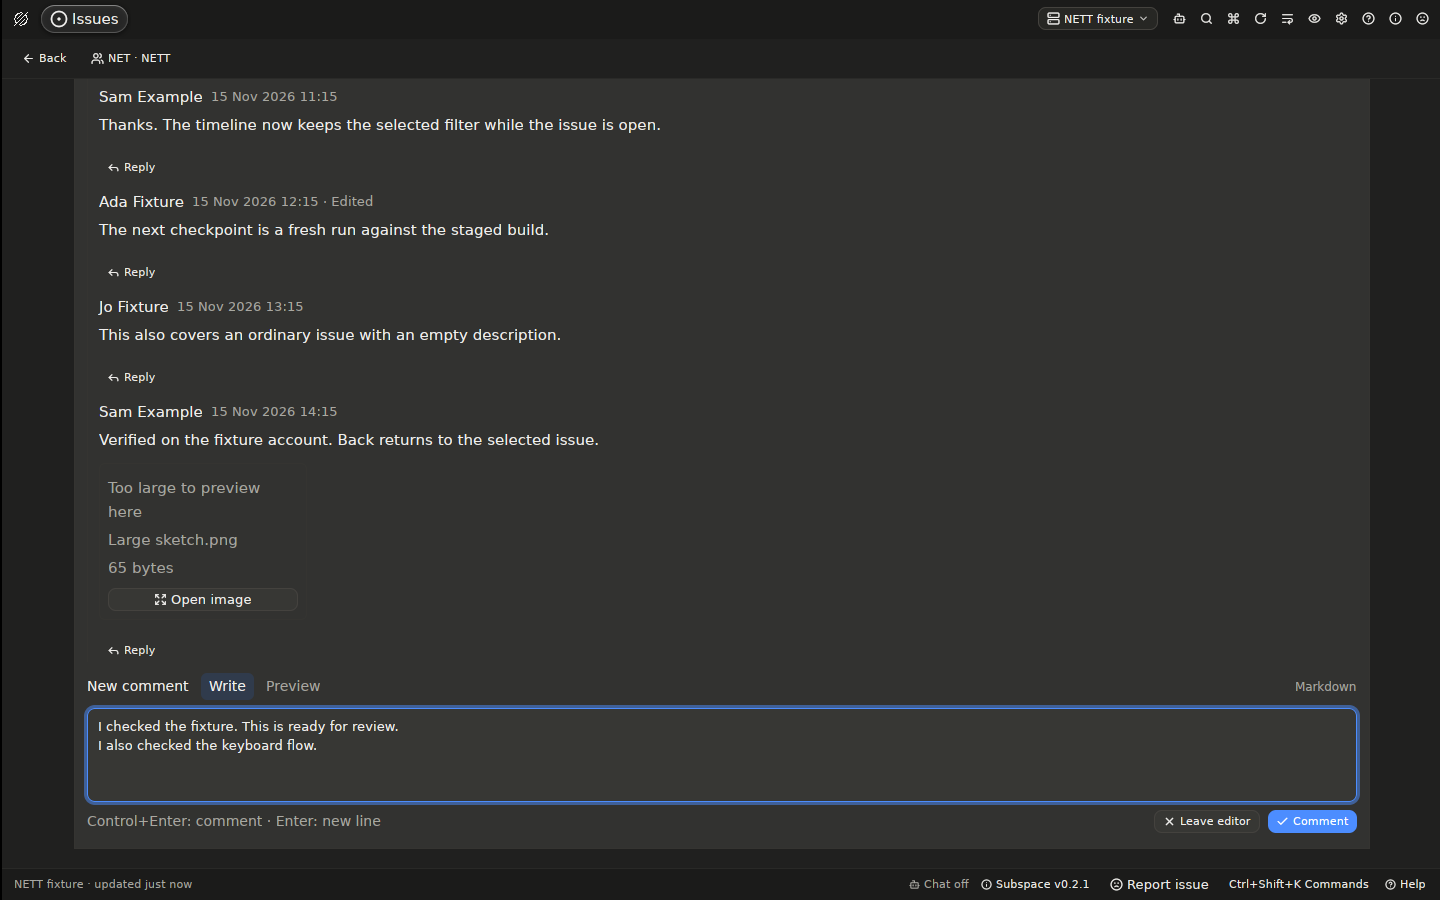 Issues
NETT fixture
Back
NET · NETT
Sam Example 15 Nov 2026 11:15
Thanks. The timeline now keeps the selected filter while the issue is open.
Reply
Ada Fixture 15 Nov 2026 12:15 · Edited
The next checkpoint is a fresh run against the staged build.
Reply
Jo Fixture 15 Nov 2026 13:15
This also covers an ordinary issue with an empty description.
Reply
Sam Example 15 Nov 2026 14:15
Verified on the fixture account. Back returns to the selected issue.
Too large to preview
here
Large sketch.png
65 bytes
Open image
Reply
New comment Write Preview Markdown
I checked the fixture. This is ready for review.
I also checked the keyboard flow.
Control+Enter: comment · Enter: new line
Leave editor Comment
NETT fixture · updated just now
Chat off Subspace v0.2.1 Report issue Ctrl+Shift+K Commands Help